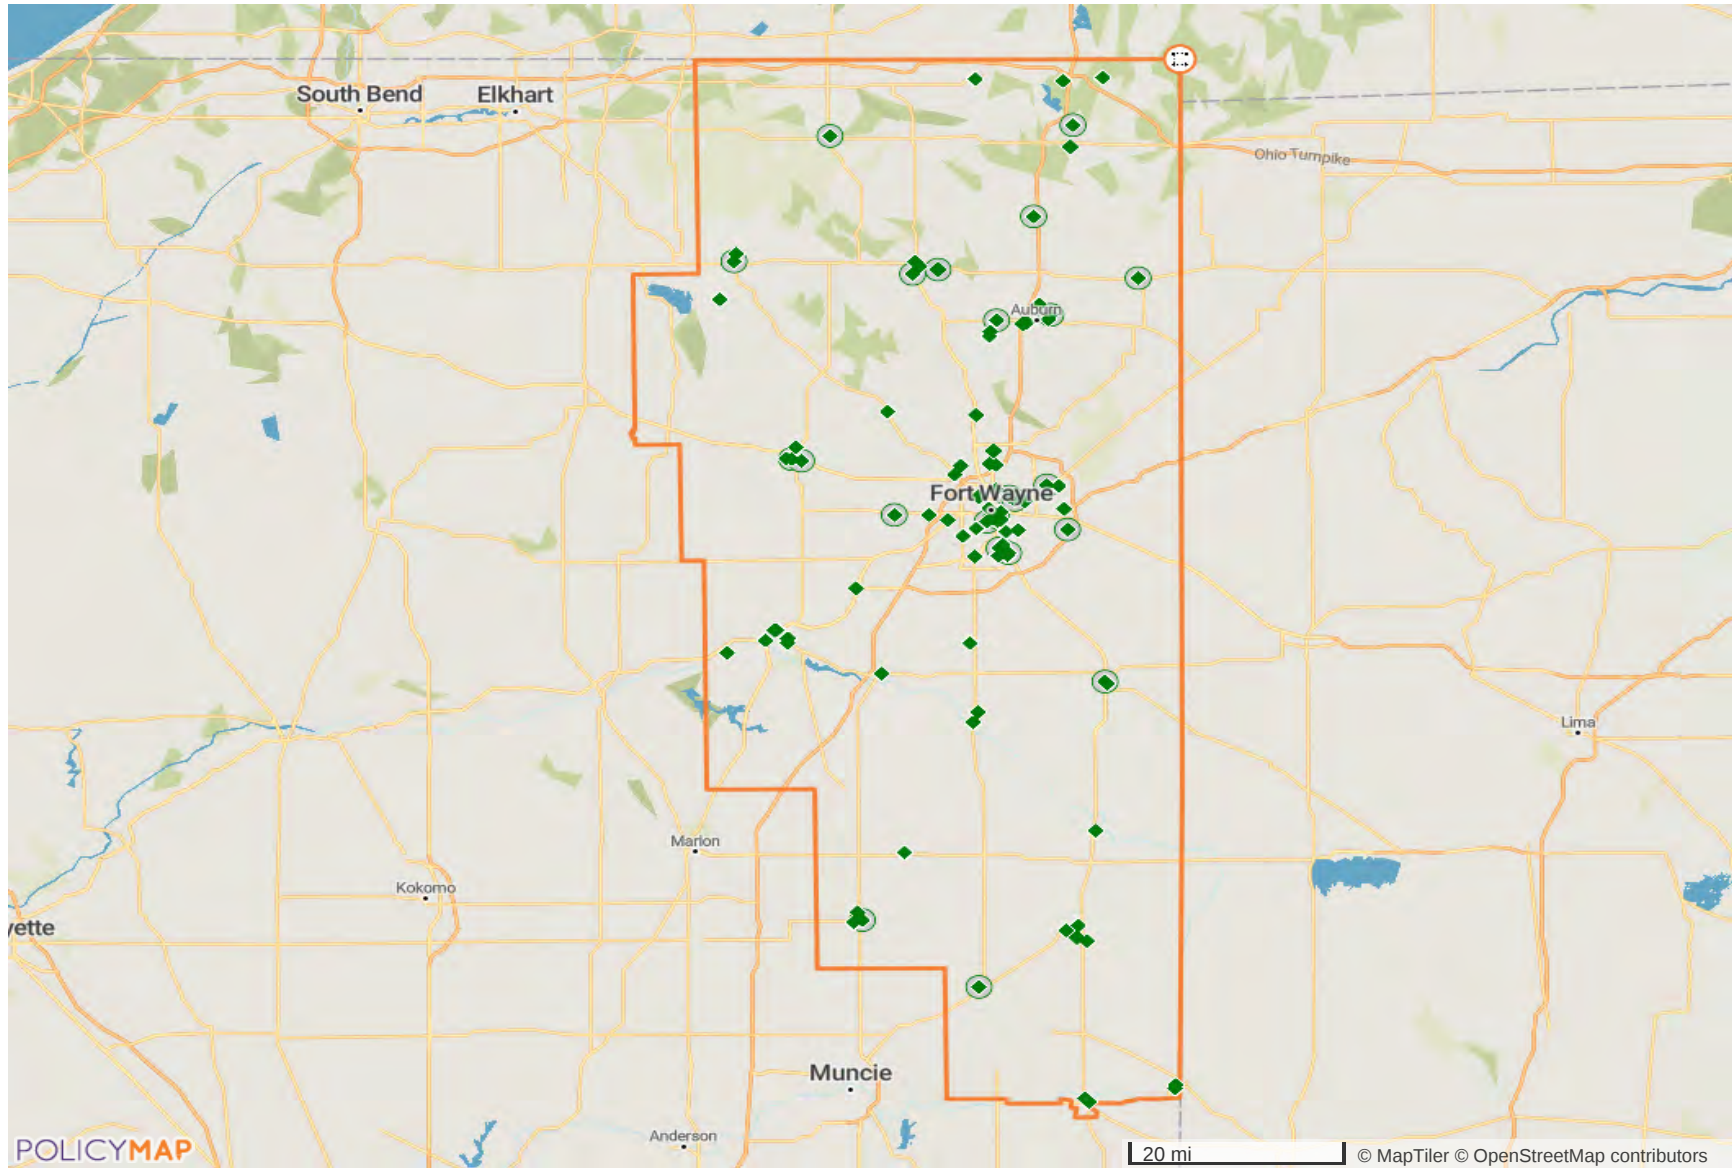 South Bend
Elkhart
Ohio Turnpike
Auburn
Fort Wayne
Lima
Marion
Kokomo
yette
Muncie
Anderson
POLICYMAP
20 mi
© MapTiler © OpenStreetMap contributors